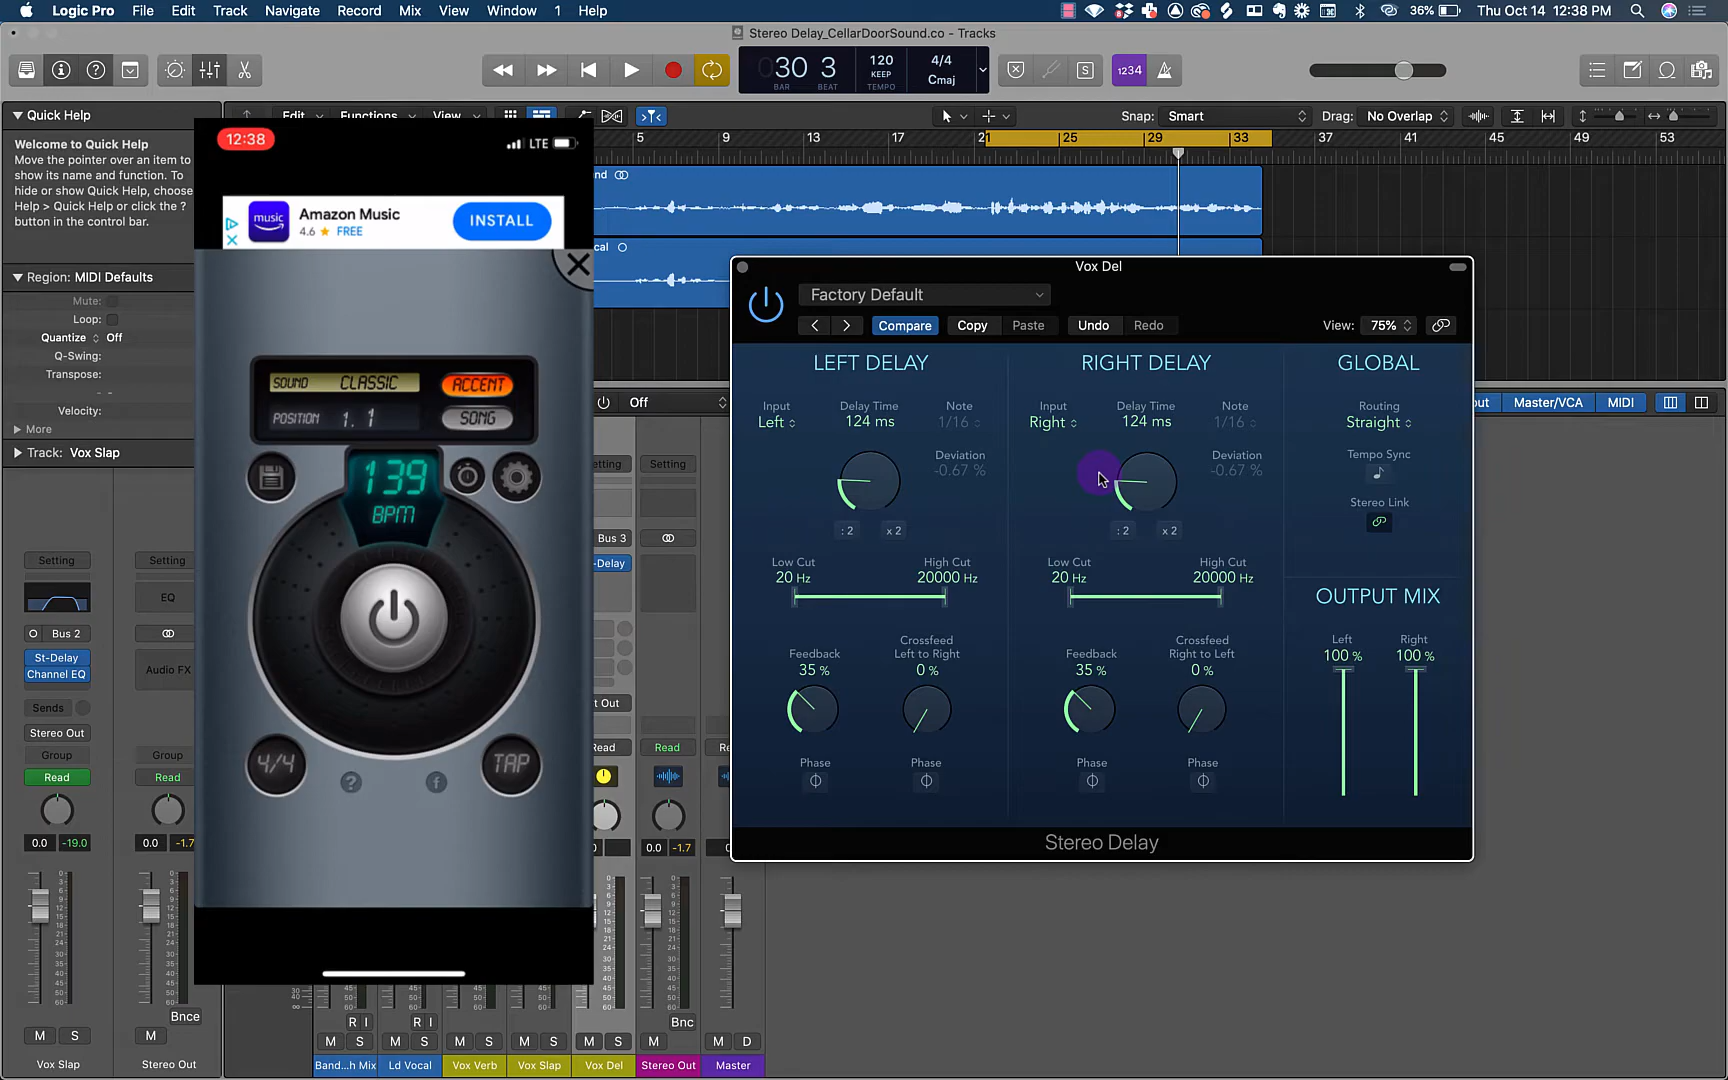 Logic Pro File Edit Track Navigate Record Mix View Window 1 Help 36% Thu Oct 14 12:38 PM
Stereo Delay_CellarDoorSound.co - Tracks
30 3 120 4/4
KEEP Cmaj
BAR BEAT TEMPO
1234
S
Quick Help
Edit Functions View Snap: Smart Drag: No Overlap
Welcome to Quick Help
Move the pointer over an item to
show its name and function. To
hide or show Quick Help, choose
Help > Quick Help or click the ?
button in the control bar.
5 9 13 17 21 25 29 33 37 41 45 49 53
12:38
LTE
music
Amazon Music
4.6 ★ FREE
INSTALL
nd
cal
Region: MIDI Defaults
Mute:
Loop:
Quantize Off
Q-Swing:
Transpose:
Velocity:
More
Track: Vox Slap
SOUND CLASSIC
ACCENT
POSITION 1. 1
SONG
139
BPM
4/4
TAP
?
f
Vox Del
Factory Default
Compare Copy Paste Undo Redo View: 75%
LEFT DELAY RIGHT DELAY GLOBAL
Input Delay Time Note Input Delay Time Note Routing
Left 124 ms 1/16 Right 124 ms 1/16 Straight
Deviation Deviation Tempo Sync
-0.67 % -0.67 %
Stereo Link
: 2 x 2 : 2 x 2
Low Cut High Cut Low Cut High Cut
20 Hz 20000 Hz 20 Hz 20000 Hz
OUTPUT MIX
Left Right
100 % 100 %
Feedback Crossfeed Left to Right Feedback Crossfeed Right to Left
35 % 0 % 35 % 0 %
Phase Phase Phase Phase
Stereo Delay
Off
out Master/VCA MIDI
etting Setting
Bus 3
-Delay
t Out
Read Read Re
0.0 -1.7 0
Setting Setting
EQ
Bus 2
St-Delay
Channel EQ
Audio FX
Sends
Stereo Out
Group Group
Read Read
0.0 -19.0 0.0 -1.7
Bnce
Bnc
R I R I
M S M
M S M S M S M S M S M M D
Vox Slap Stereo Out
Band...h Mix Ld Vocal Vox Verb Vox Slap Vox Del Stereo Out Master